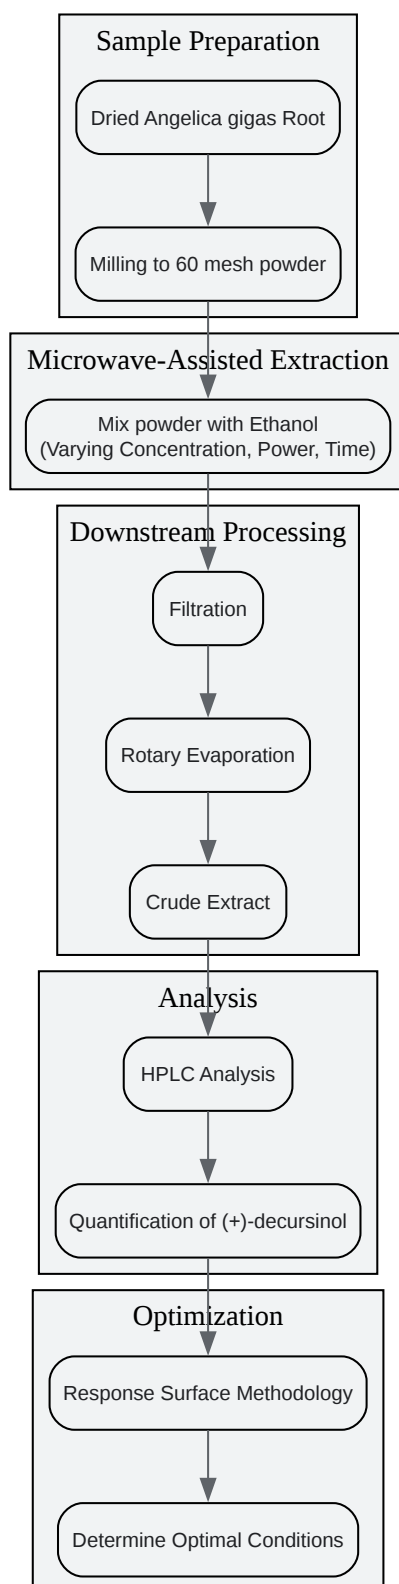 Sample Preparation
Dried Angelica gigas Root
Milling to 60 mesh powder
Microwave-Assisted Extraction
Mix powder with Ethanol
(Varying Concentration, Power, Time)
Downstream Processing
Filtration
Rotary Evaporation
Crude Extract
Analysis
HPLC Analysis
Quantification of (+)-decursinol
Optimization
Response Surface Methodology
Determine Optimal Conditions